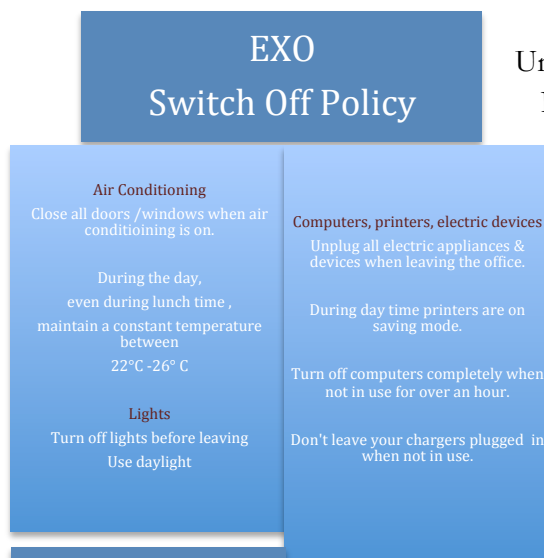 EXO
Switch Off Policy
Air Conditioning
Close all doors /windows when air
conditioining is on.
During the day,
even during lunch time ,
maintain a constant temperature
between
22°C -26° C
Lights
Turn off lights before leaving
Use daylight
Computers, printers, electric devices
Unplug all electric appliances &
devices when leaving the office.
During day time printers are on
saving mode.
Turn off computers completely when
not in use for over an hour.
Don't leave your chargers plugged in
when not in use.